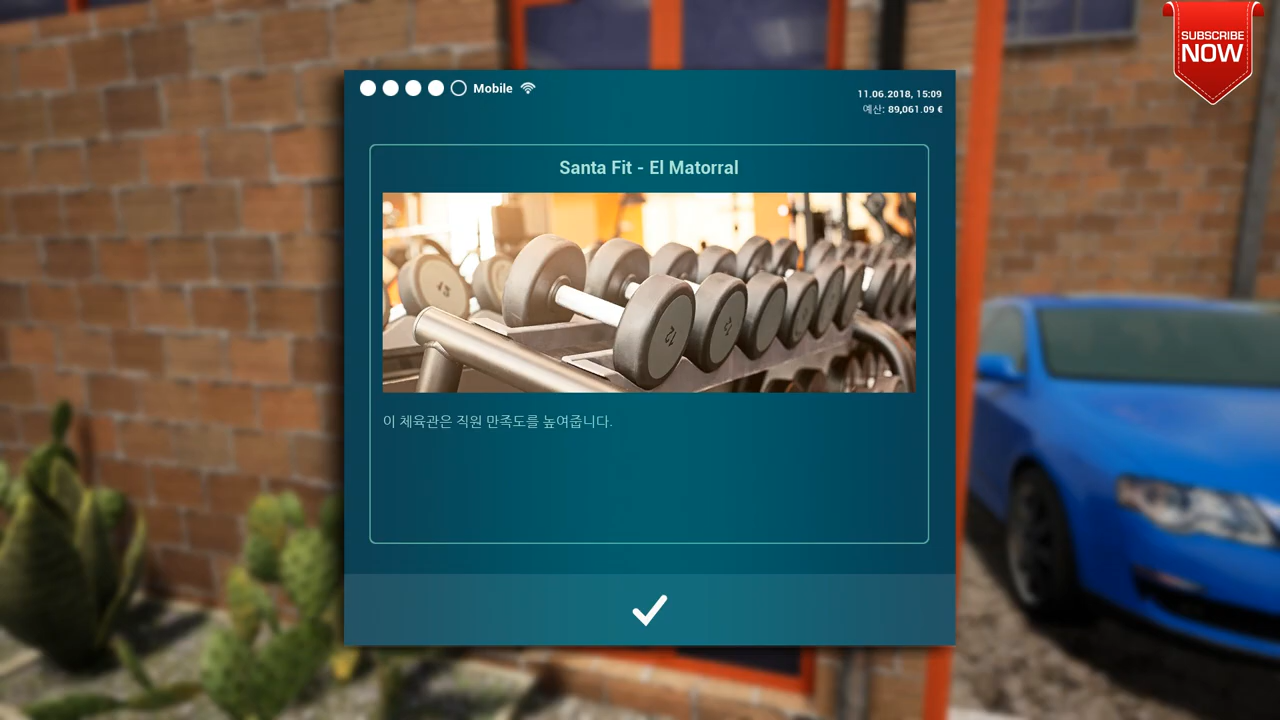 SUBSCRIBE
NOW
Mobile
11.06.2018, 15:09
예산: 89,061.09 €
Santa Fit - El Matorral
이 체육관은 직원 만족도를 높여줍니다.